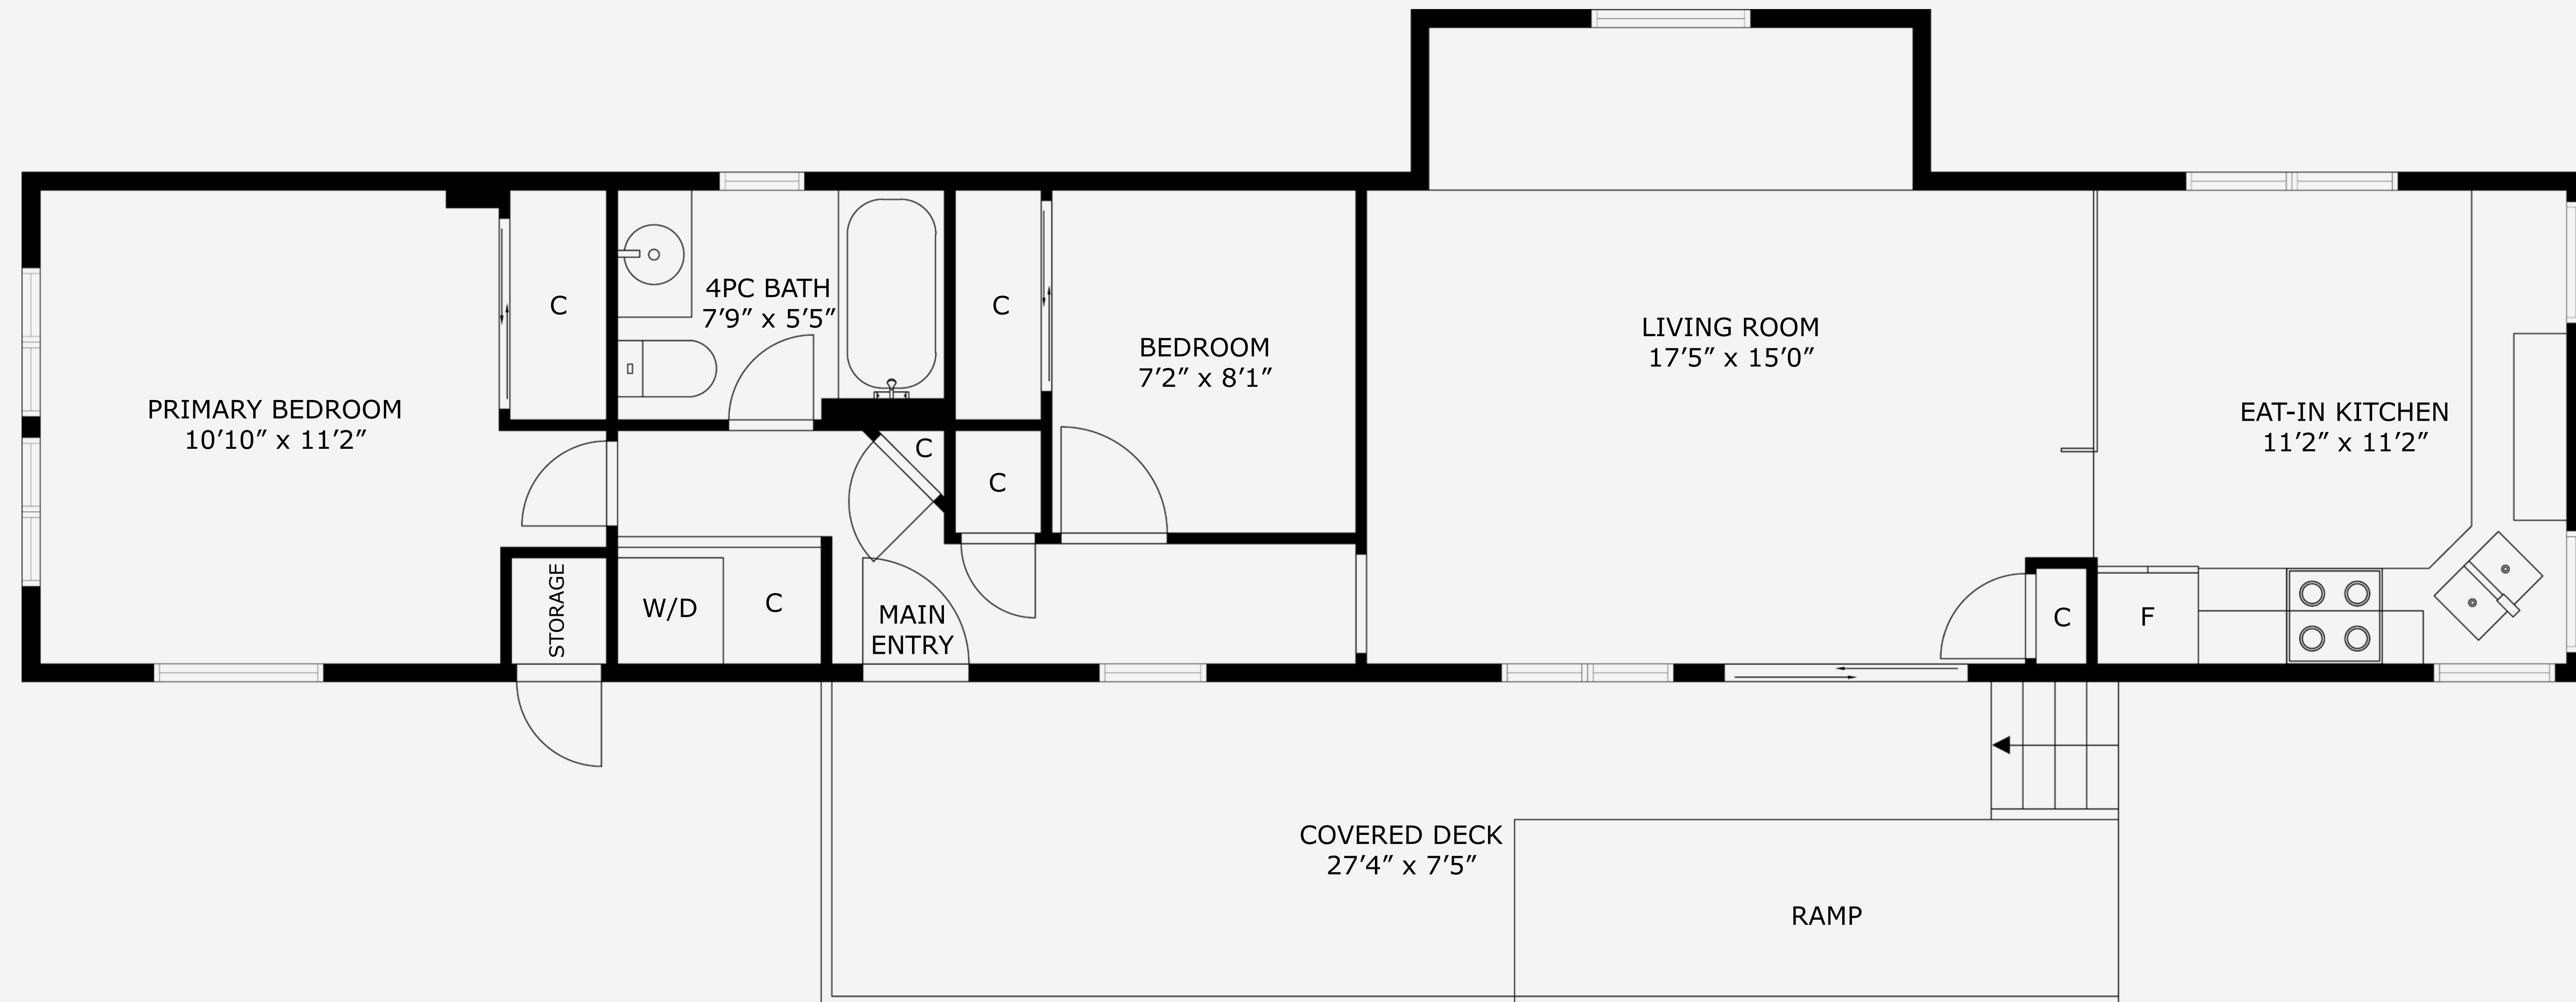 PRIMARY BEDROOM
10’10” x 11’2”
C
STORAGE
4PC BATH
7’9” x 5’5”
W/D
C
C
MAIN
ENTRY
C
C
BEDROOM
7’2” x 8’1”
LIVING ROOM
17’5” x 15’0”
C
EAT-IN KITCHEN
11’2” x 11’2”
F
COVERED DECK
27’4” x 7’5”
RAMP